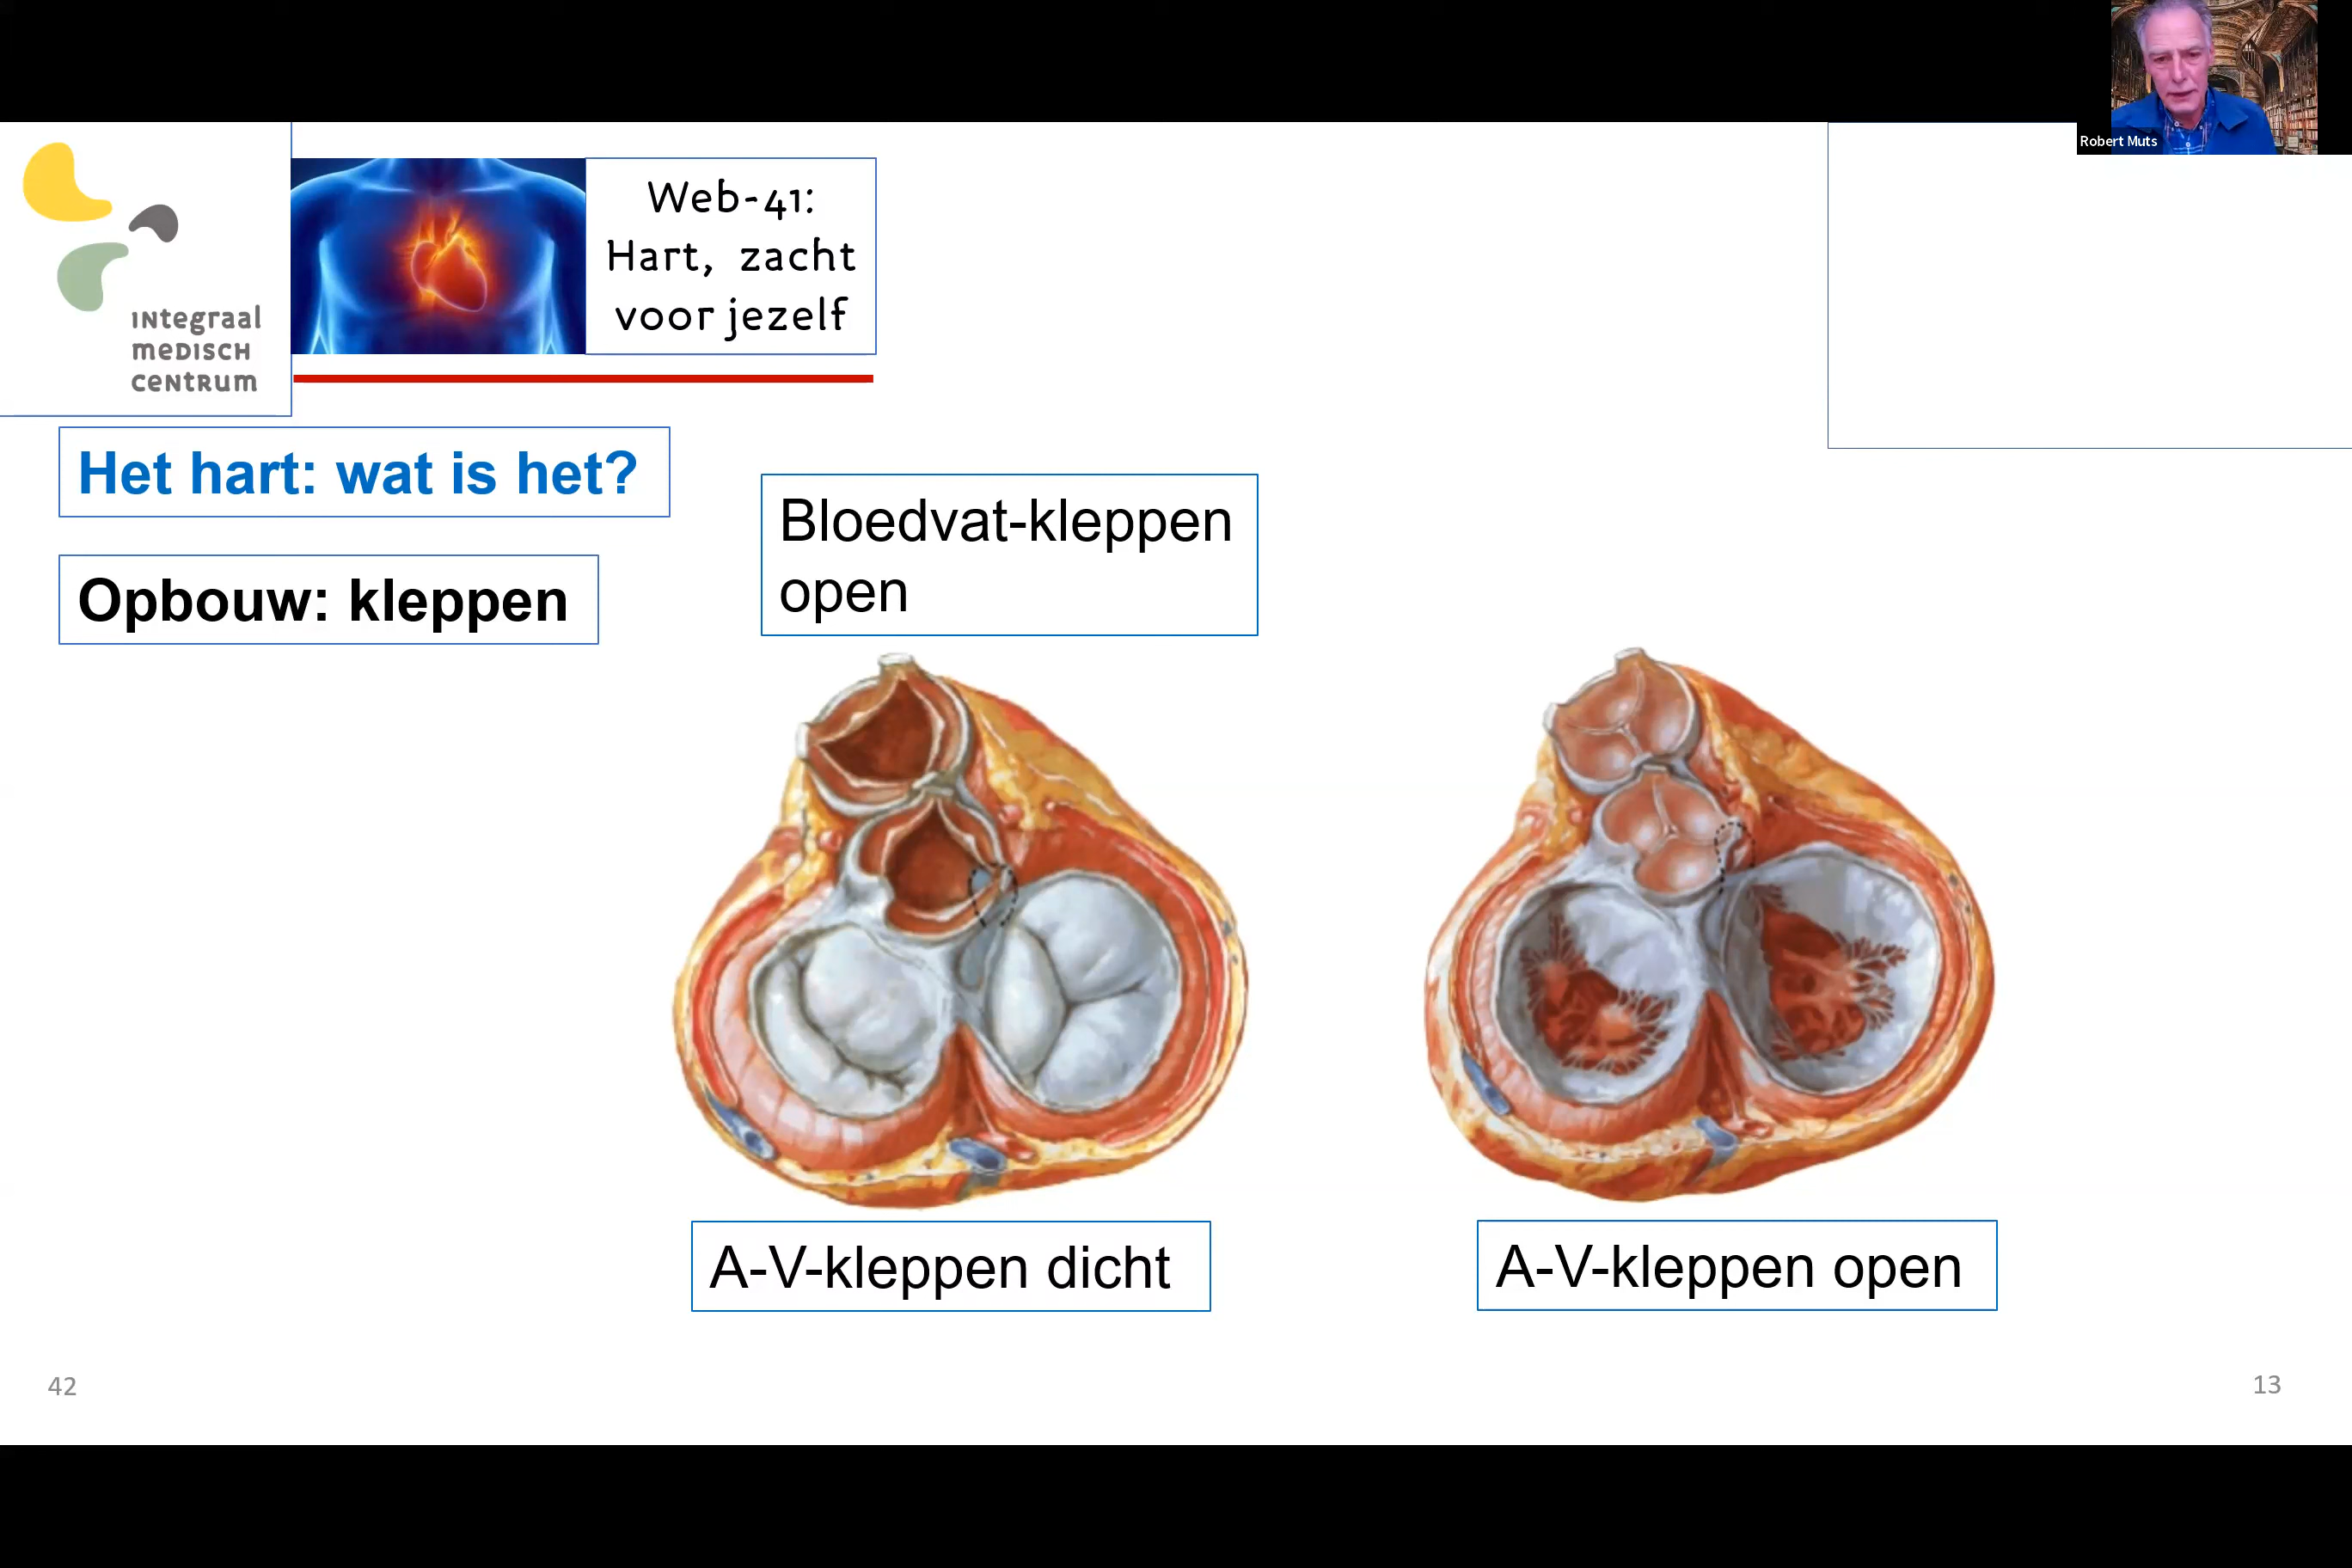 Robert Muts
Web-41:
Hart, zacht
voor jezelf
INtegraal
meDISCH
CeNtRUm
Het hart: wat is het?
Bloedvat-kleppen
open
Opbouw: kleppen
A-V-kleppen dicht
A-V-kleppen open
42
13